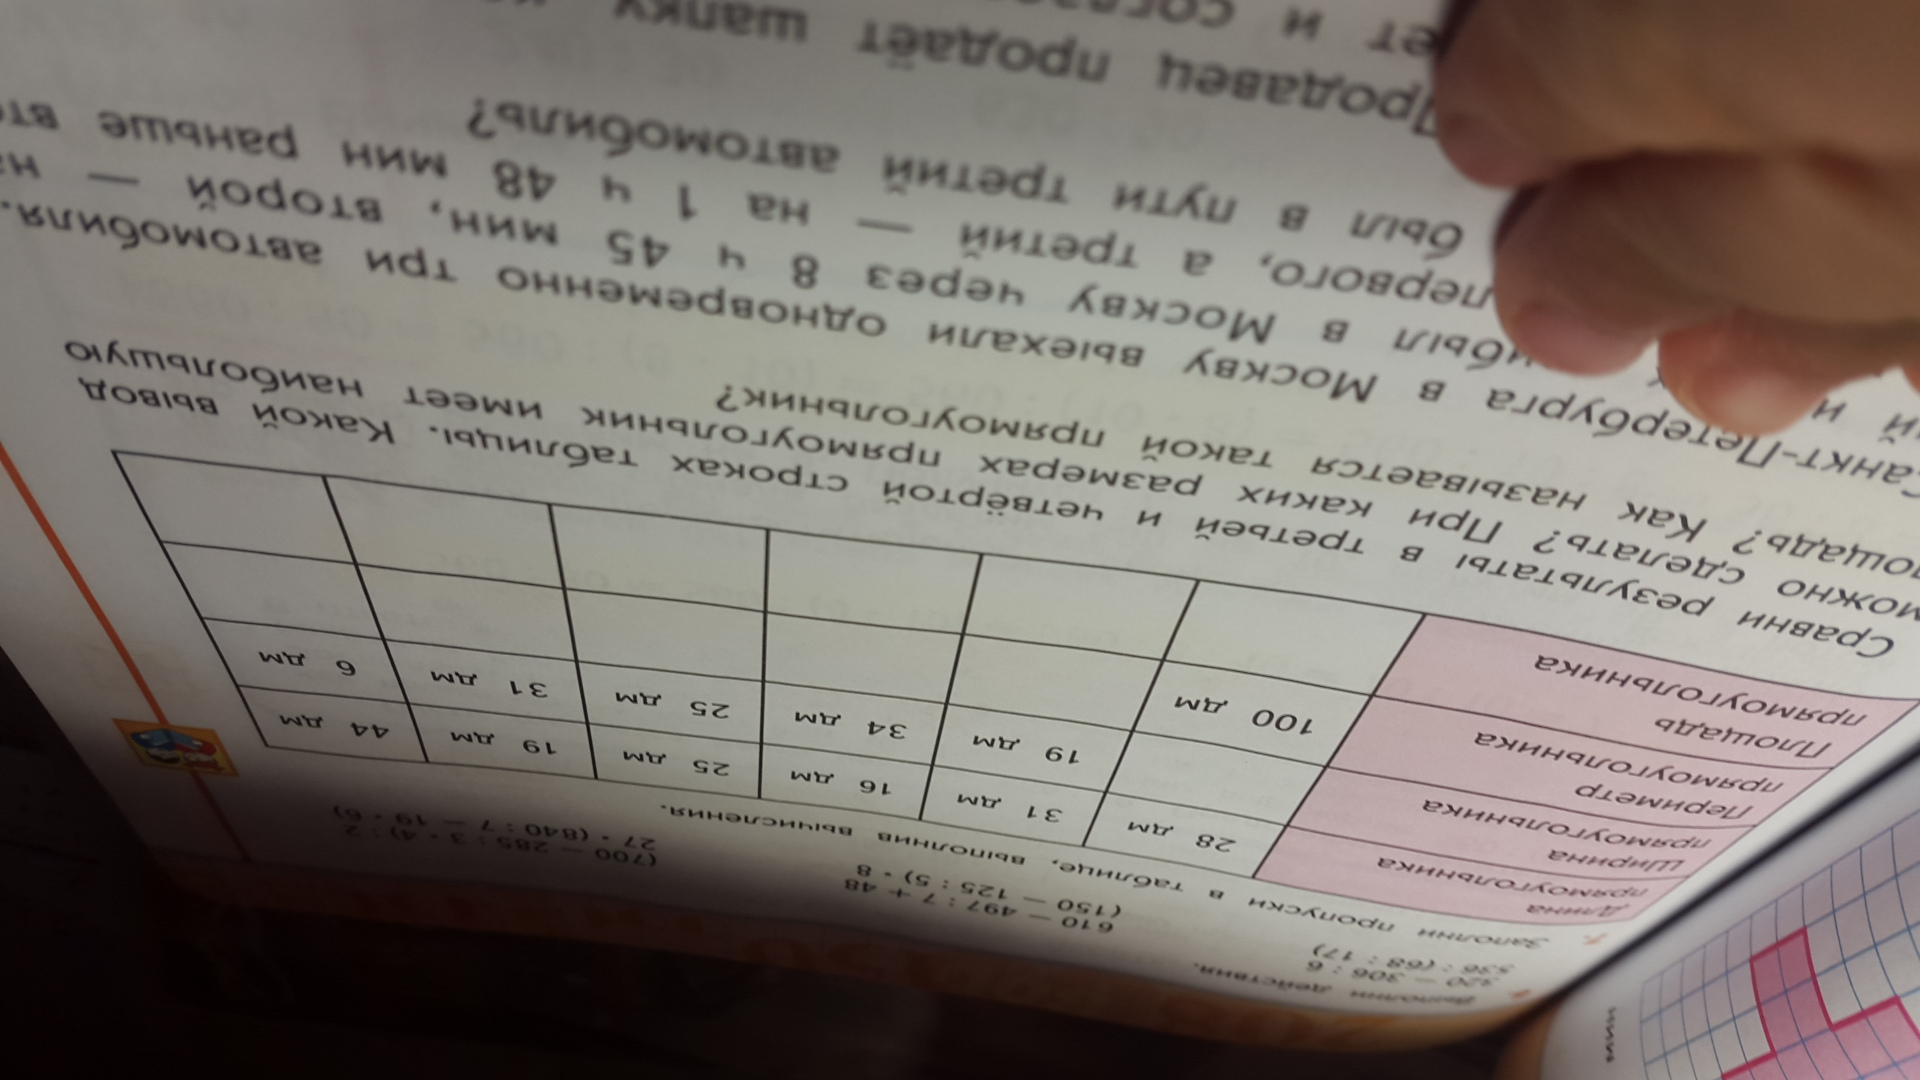 Выполни действия.
320 — 306 : 6
610 — 497 : 7 + 48
(700 — 285 : 3 · 4) : 2
536 : (68 : 17)
(150 — 125 : 5) · 8
27 · (840 : 7 — 19 · 6)
7. Заполни пропуски в таблице, выполнив вычисления.
Длина прямоугольника 28 дм 31 дм 16 дм 25 дм 19 дм 44 дм
Ширина прямоугольника 19 дм 34 дм 25 дм 31 дм 6 дм
Периметр прямоугольника 100 дм
Площадь прямоугольника
Сравни результаты в третьей и четвёртой строках таблицы. Какой вывод
можно сделать? При каких размерах прямоугольник имеет наибольшую
площадь? Как называется такой прямоугольник?
Санкт-Петербурга в Москву выехали одновременно три автомобиля.
в Москву через 8 ч 45 мин, второй — на
первого, а третий — на 1 ч 48 мин раньше
был в пути третий автомобиль?
Продавец продаёт шапку
и